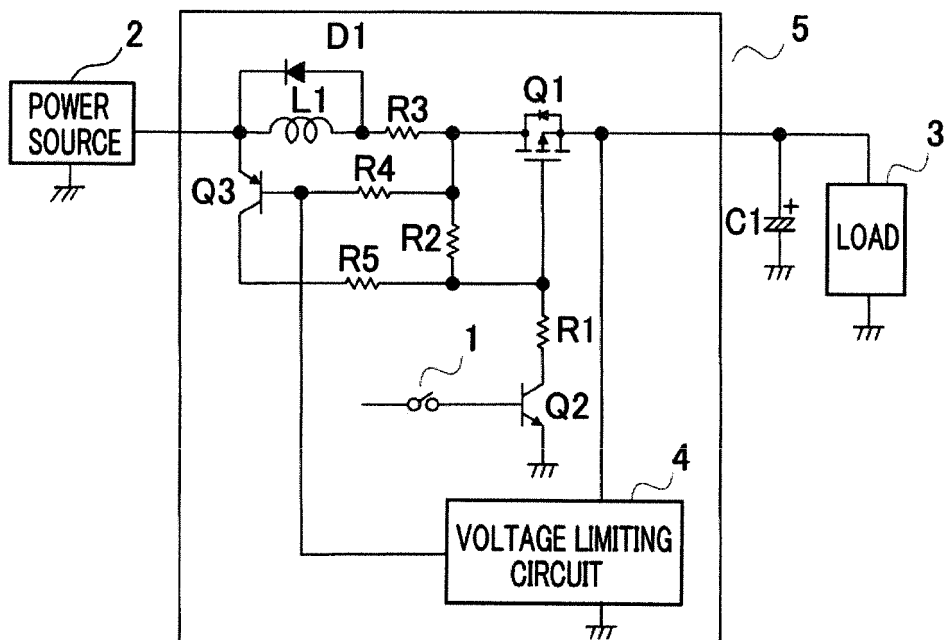 2
D1
5
POWER
SOURCE
L1
R3
Q1
3
Q3
R4
C1
+
LOAD
R2
R5
R1
1
Q2
4
VOLTAGE LIMITING
CIRCUIT